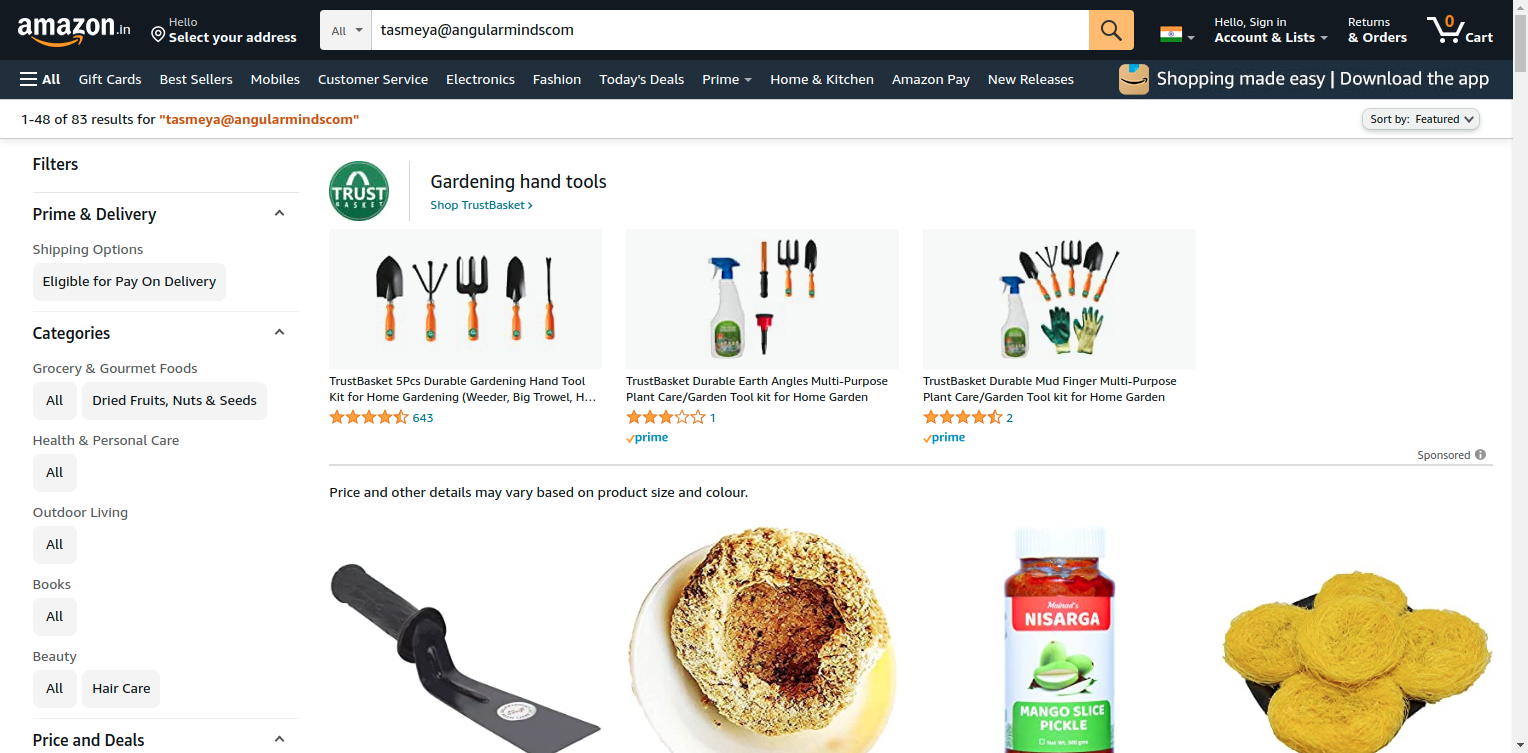 amazon.in
Hello
Select your address
All
tasmeya@angularmindscom
Hello, Sign in
Account & Lists
Returns
& Orders
0
Cart
All
Gift Cards
Best Sellers
Mobiles
Customer Service
Electronics
Fashion
Today's Deals
Prime
Home & Kitchen
Amazon Pay
New Releases
Shopping made easy | Download the app
1-48 of 83 results for "tasmeya@angularmindscom"
Sort by: Featured
Filters
Prime & Delivery
Shipping Options
Eligible for Pay On Delivery
Categories
Grocery & Gourmet Foods
All
Dried Fruits, Nuts & Seeds
Health & Personal Care
All
Outdoor Living
All
Books
All
Beauty
All
Hair Care
Price and Deals
TRUST
BASKET
Gardening hand tools
Shop TrustBasket ›
TrustBasket 5Pcs Durable Gardening Hand Tool
Kit for Home Gardening (Weeder, Big Trowel, H…
643
TrustBasket Durable Earth Angles Multi-Purpose
Plant Care/Garden Tool kit for Home Garden
1
prime
TrustBasket Durable Mud Finger Multi-Purpose
Plant Care/Garden Tool kit for Home Garden
2
prime
Sponsored
Price and other details may vary based on product size and colour.
NISARGA
MANGO SLICE
PICKLE
Net Wt. 500 gms